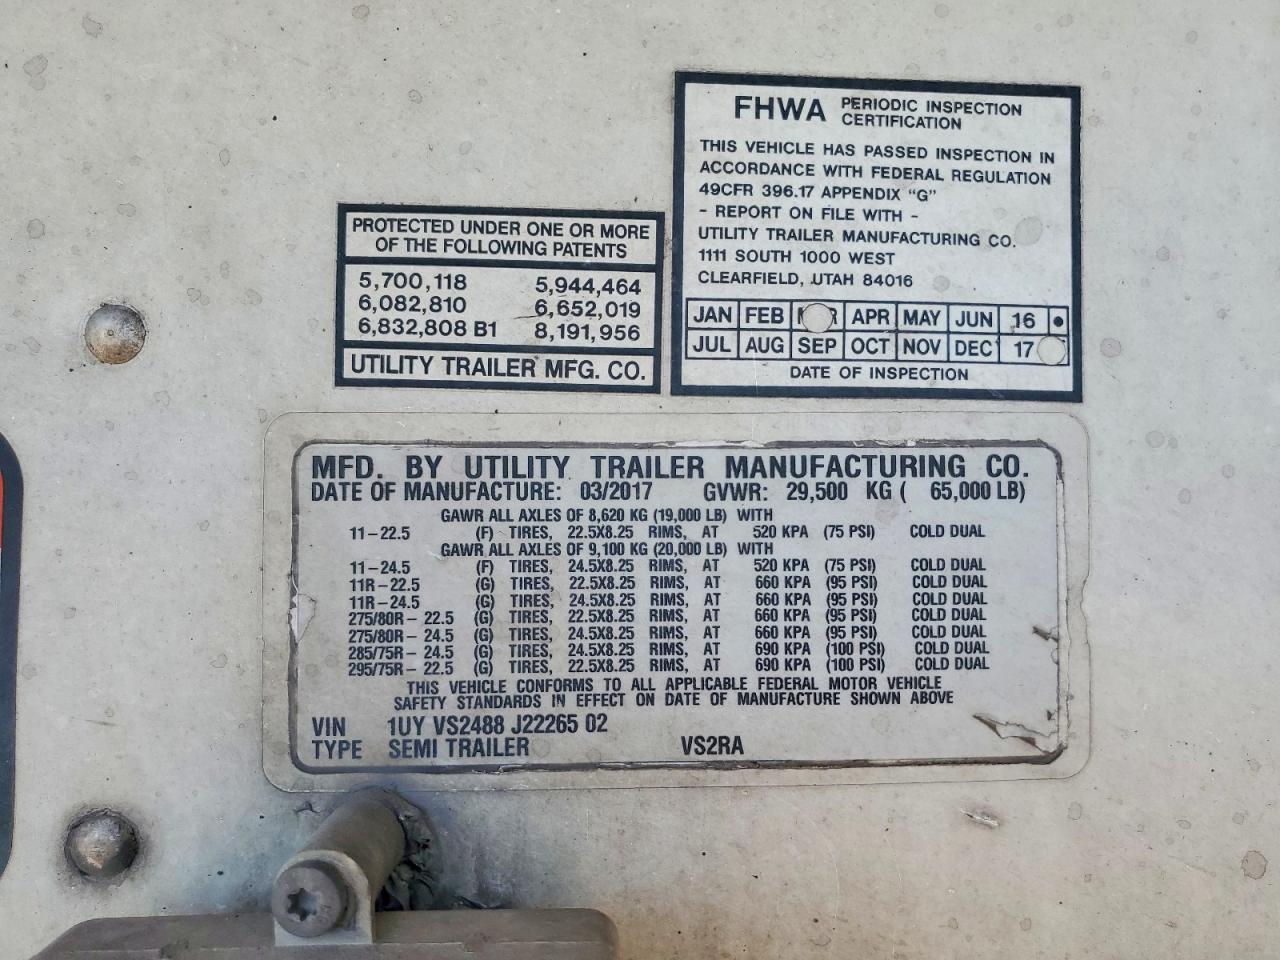 FHWA PERIODIC INSPECTION CERTIFICATION
THIS VEHICLE HAS PASSED INSPECTION IN
ACCORDANCE WITH FEDERAL REGULATION
49CFR 396.17 APPENDIX "G"
- REPORT ON FILE WITH -
UTILITY TRAILER MANUFACTURING CO.
1111 SOUTH 1000 WEST
CLEARFIELD, UTAH 84016
JAN FEB APR MAY JUN 16
JUL AUG SEP OCT NOV DEC 17
DATE OF INSPECTION
PROTECTED UNDER ONE OR MORE
OF THE FOLLOWING PATENTS
5,700,118 5,944,464
6,082,810 6,652,019
6,832,808 B1 8,191,956
UTILITY TRAILER MFG. CO.
MFD. BY UTILITY TRAILER MANUFACTURING CO.
DATE OF MANUFACTURE: 03/2017 GVWR: 29,500 KG ( 65,000 LB)
GAWR ALL AXLES OF 8,620 KG (19,000 LB) WITH
11-22.5 (F) TIRES, 22.5X8.25 RIMS, AT 520 KPA (75 PSI) COLD DUAL
GAWR ALL AXLES OF 9,100 KG (20,000 LB) WITH
11-24.5 (F) TIRES, 24.5X8.25 RIMS, AT 520 KPA (75 PSI) COLD DUAL
11R-22.5 (G) TIRES, 22.5X8.25 RIMS, AT 660 KPA (95 PSI) COLD DUAL
11R-24.5 (G) TIRES, 24.5X8.25 RIMS, AT 660 KPA (95 PSI) COLD DUAL
275/80R-22.5 (G) TIRES, 22.5X8.25 RIMS, AT 660 KPA (95 PSI) COLD DUAL
275/80R-24.5 (G) TIRES, 24.5X8.25 RIMS, AT 660 KPA (95 PSI) COLD DUAL
285/75R-24.5 (G) TIRES, 24.5X8.25 RIMS, AT 690 KPA (100 PSI) COLD DUAL
295/75R-22.5 (G) TIRES, 22.5X8.25 RIMS, AT 690 KPA (100 PSI) COLD DUAL
THIS VEHICLE CONFORMS TO ALL APPLICABLE FEDERAL MOTOR VEHICLE
SAFETY STANDARDS IN EFFECT ON DATE OF MANUFACTURE SHOWN ABOVE
VIN 1UY VS2488 J22265 02
TYPE SEMI TRAILER VS2RA